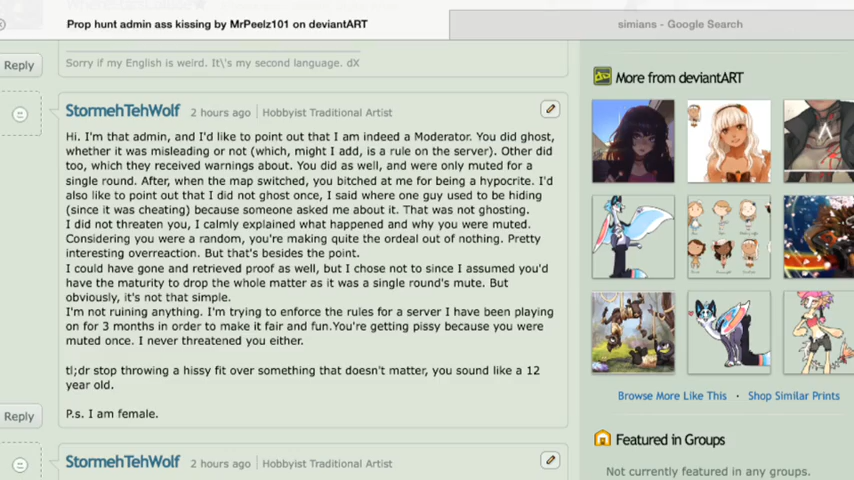 Prop hunt admin ass kissing by MrPeelz101 on deviantART
simians - Google Search
Reply
Sorry if my English is weird. It\'s my second language. dX
StormehTehWolf 2 hours ago | Hobbyist Traditional Artist
Hi. I'm that admin, and I'd like to point out that I am indeed a Moderator. You did ghost,
whether it was misleading or not (which, might I add, is a rule on the server). Other did
too, which they received warnings about. You did as well, and were only muted for a
single round. After, when the map switched, you bitched at me for being a hypocrite. I'd
also like to point out that I did not ghost once, I said where one guy used to be hiding
(since it was cheating) because someone asked me about it. That was not ghosting.
I did not threaten you, I calmly explained what happened and why you were muted.
Considering you were a random, you're making quite the ordeal out of nothing. Pretty
interesting overreaction. But that's besides the point.
I could have gone and retrieved proof as well, but I chose not to since I assumed you'd
have the maturity to drop the whole matter as it was a single round's mute. But
obviously, it's not that simple.
I'm not ruining anything. I'm trying to enforce the rules for a server I have been playing
on for 3 months in order to make it fair and fun.You're getting pissy because you were
muted once. I never threatened you either.
tl;dr stop throwing a hissy fit over something that doesn't matter, you sound like a 12
year old.
P.s. I am female.
Reply
StormehTehWolf 2 hours ago | Hobbyist Traditional Artist
More from deviantART
Browse More Like This · Shop Similar Prints
Featured in Groups
Not currently featured in any groups.